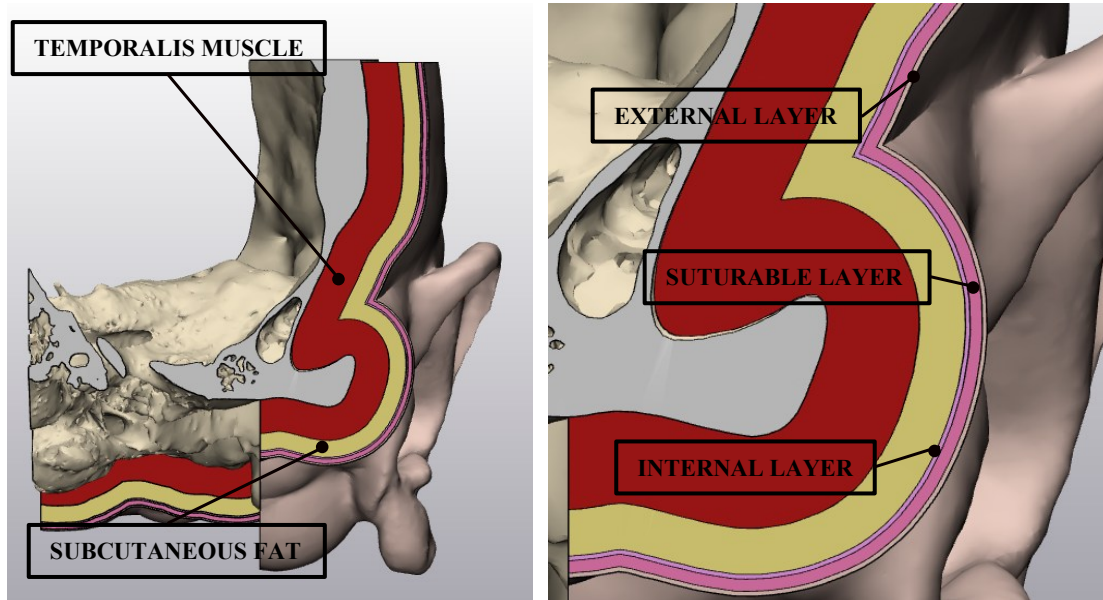 TEMPORALIS MUSCLE
SUBCUTANEOUS FAT
EXTERNAL LAYER
SUTURABLE LAYER
INTERNAL LAYER